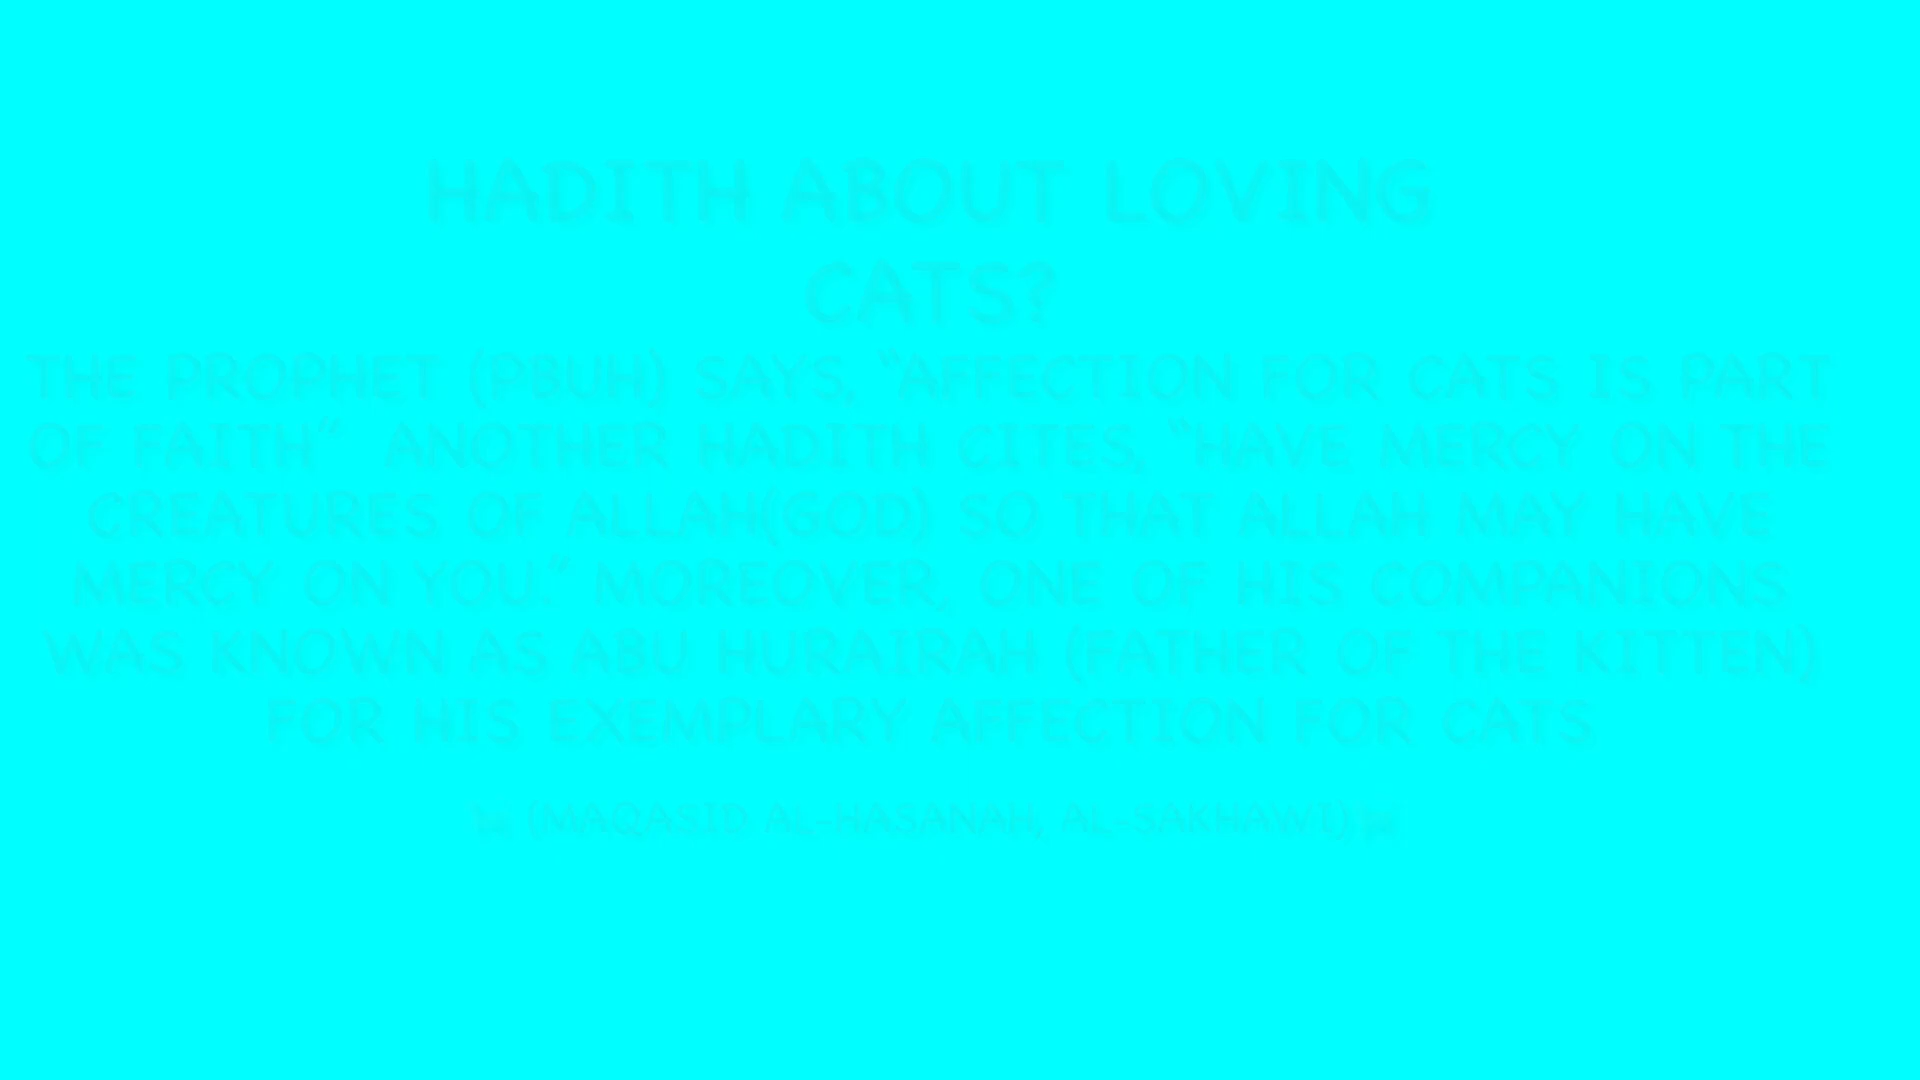 HADITH ABOUT LOVING
CATS?
THE PROPHET (PBUH) SAYS, "AFFECTION FOR CATS IS PART
OF FAITH" ANOTHER HADITH CITES, "HAVE MERCY ON THE
CREATURES OF ALLAH(GOD) SO THAT ALLAH MAY HAVE
MERCY ON YOU." MOREOVER, ONE OF HIS COMPANIONS
WAS KNOWN AS ABU HURAIRAH (FATHER OF THE KITTEN)
FOR HIS EXEMPLARY AFFECTION FOR CATS
(MAQASID AL-HASANAH, AL-SAKHAWI)